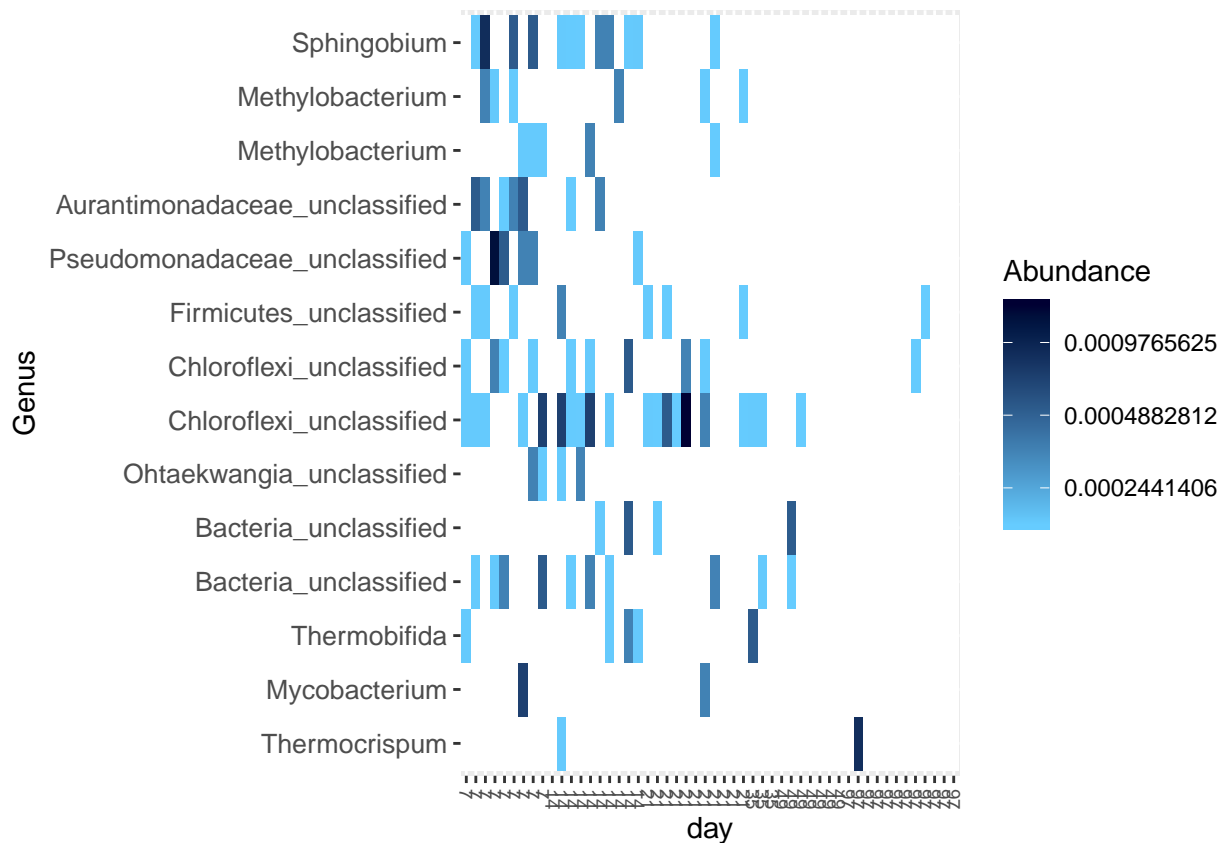 Sphingobium
Methylobacterium
Methylobacterium
Aurantimonadaceae_unclassified
Pseudomonadaceae_unclassified
Firmicutes_unclassified
Chloroflexi_unclassified
Chloroflexi_unclassified
Ohtaekwangia_unclassified
Bacteria_unclassified
Bacteria_unclassified
Thermobifida
Mycobacterium
Thermocrispum
Genus
day
Abundance
0.0009765625
0.0004882812
0.0002441406